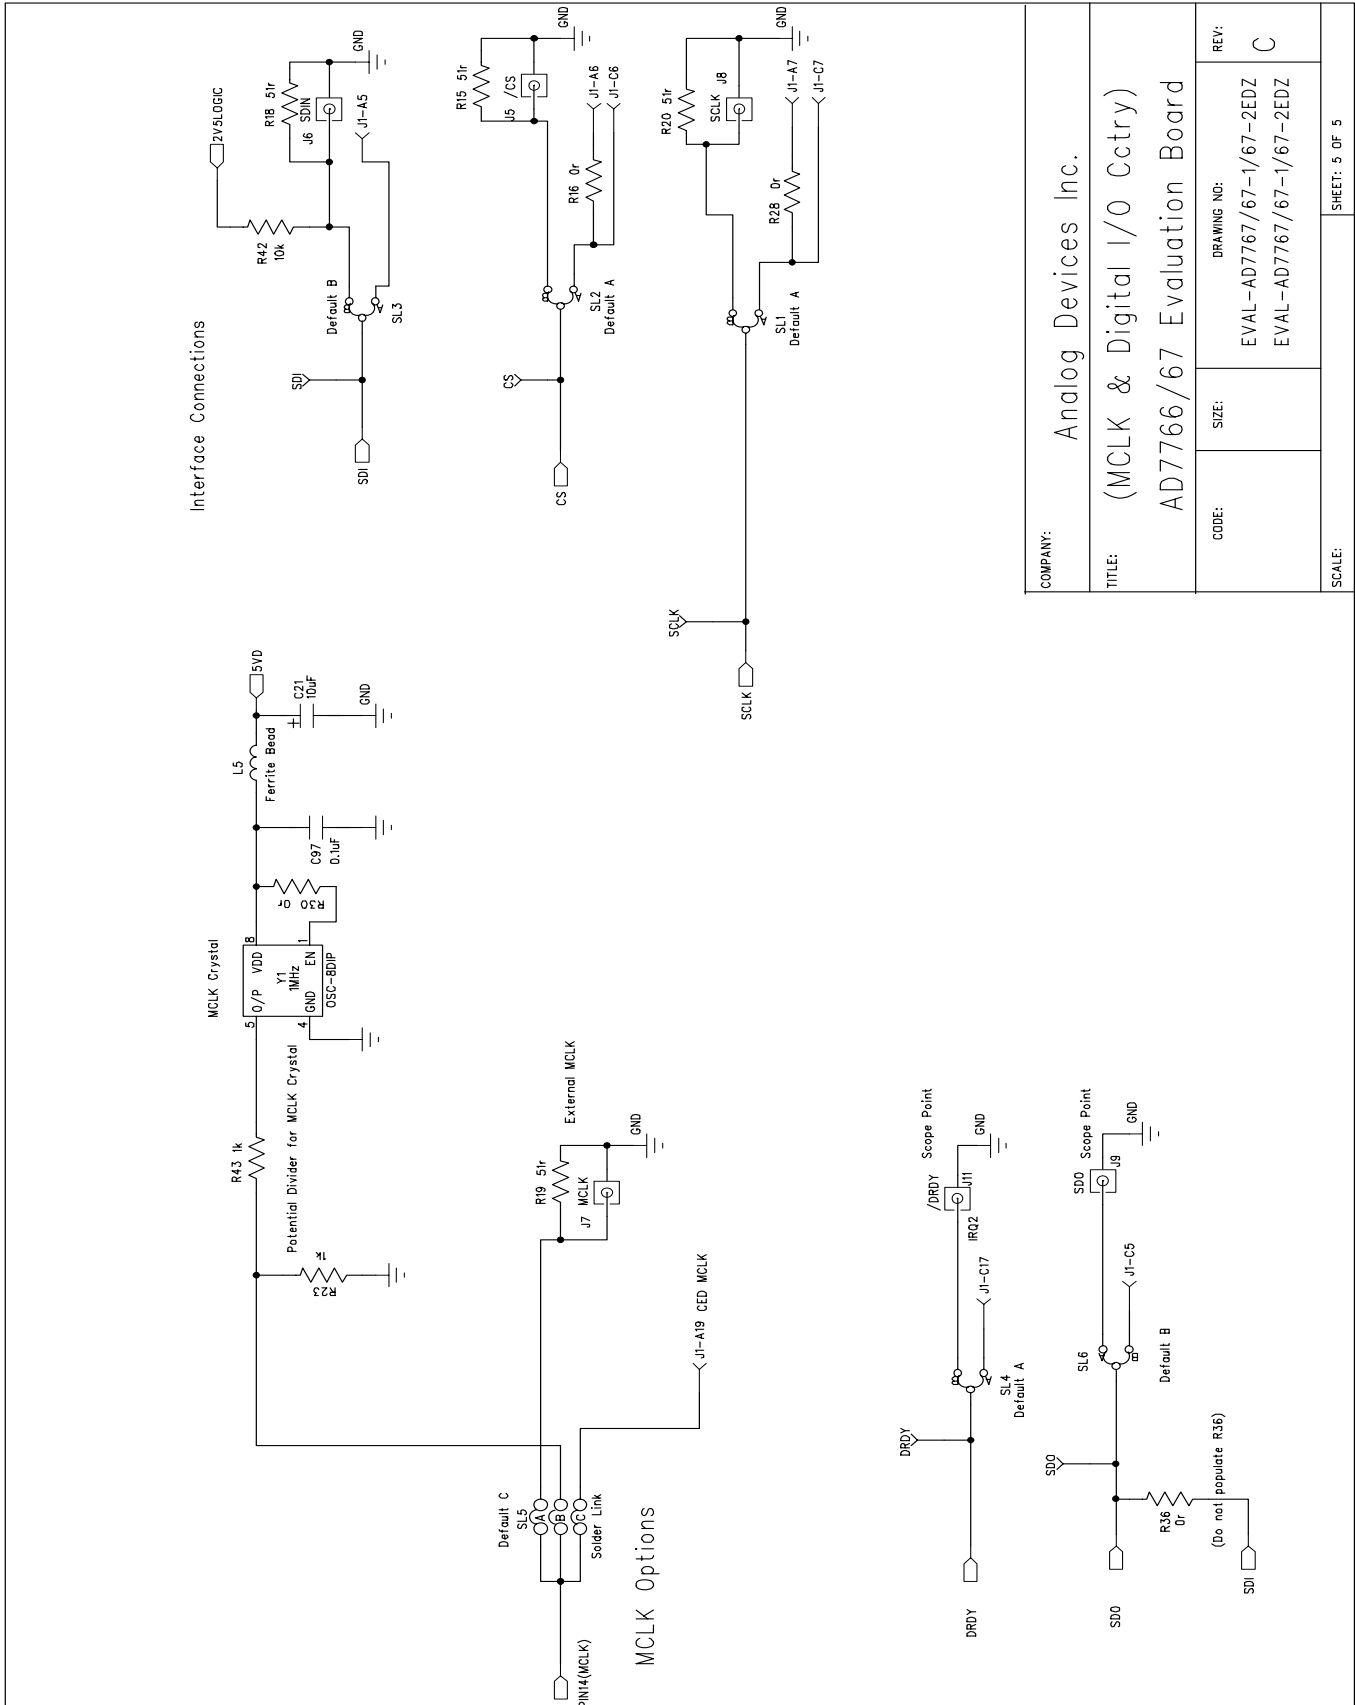 Interface Connections
2V5LOGIC
R42
10k
R18 51r
SDIN
J6
GND
J1-A5
Default B
B
A
SL3
SDI
SDI
R15 51r
/CS
J5
GND
J1-A6
J1-C6
R16 0r
B
A
SL2
Default A
CS
CS
R20 51r
SCLK
J8
GND
J1-A7
J1-C7
R28 0r
B
A
SL1
Default A
SCLK
SCLK
MCLK Crystal
5
O/P
VDD
8
Y1
1MHz
4
GND
EN
1
OSC-8DIP
R30
0r
C97
0.1uF
L5
Ferrite Bead
5VD
C21
10uF
+
GND
R43 1k
Potential Divider for MCLK Crystal
R23
1k
External MCLK
R19 51r
J7 MCLK
GND
J1-A19 CED MCLK
Default C
SL5
A
B
C
Solder Link
MCLK Options
PIN14(MCLK)
Scope Point
/DRDY
J11
IRQ2
GND
J1-C17
B
A
SL4
Default A
DRDY
DRDY
Scope Point
SDO
J9
GND
J1-C5
SL6
A
B
Default B
SDO
SDO
R36
0r
(Do not populate R36)
SDI
COMPANY:
Analog Devices Inc.
TITLE:
(MCLK & Digital I/O Cctry)
AD7766/67 Evaluation Board
CODE:
SIZE:
DRAWING NO:
EVAL-AD7767/67-1/67-2EDZ
EVAL-AD7767/67-1/67-2EDZ
REV:
C
SCALE:
SHEET: 5 OF 5